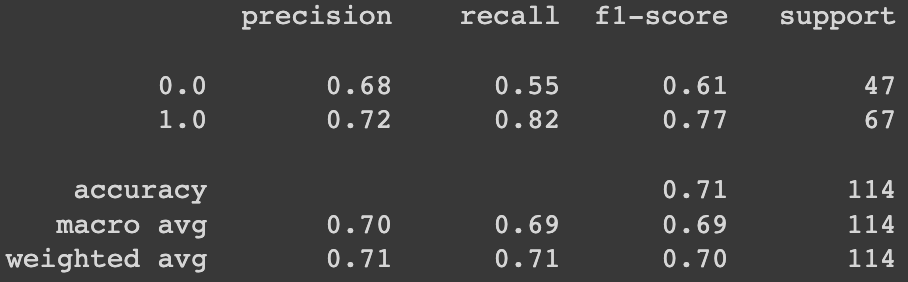 precision recall f1-score support
0.0 0.68 0.55 0.61 47
1.0 0.72 0.82 0.77 67
accuracy 0.71 114
macro avg 0.70 0.69 0.69 114
weighted avg 0.71 0.71 0.70 114